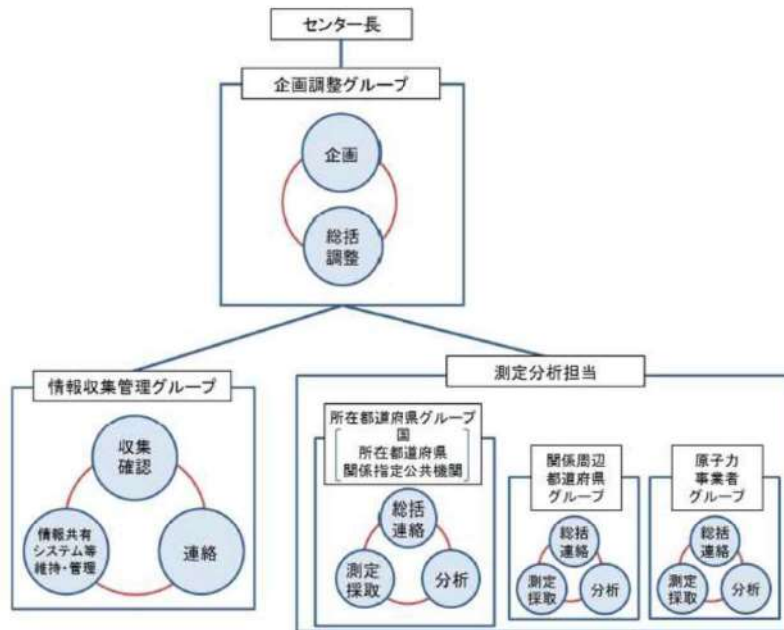 センター長
企画調整グループ
企画
総括
調整
情報収集管理グループ
収集
確認
情報共有
システム等
維持・管理
連絡
測定分析担当
所在都道府県グループ
国
所在都道府県
関係指定公共機関
総括
連絡
測定
採取
分析
関係周辺
都道府県
グループ
総括
連絡
測定
採取
分析
原子力
事業者
グループ
総括
連絡
測定
採取
分析